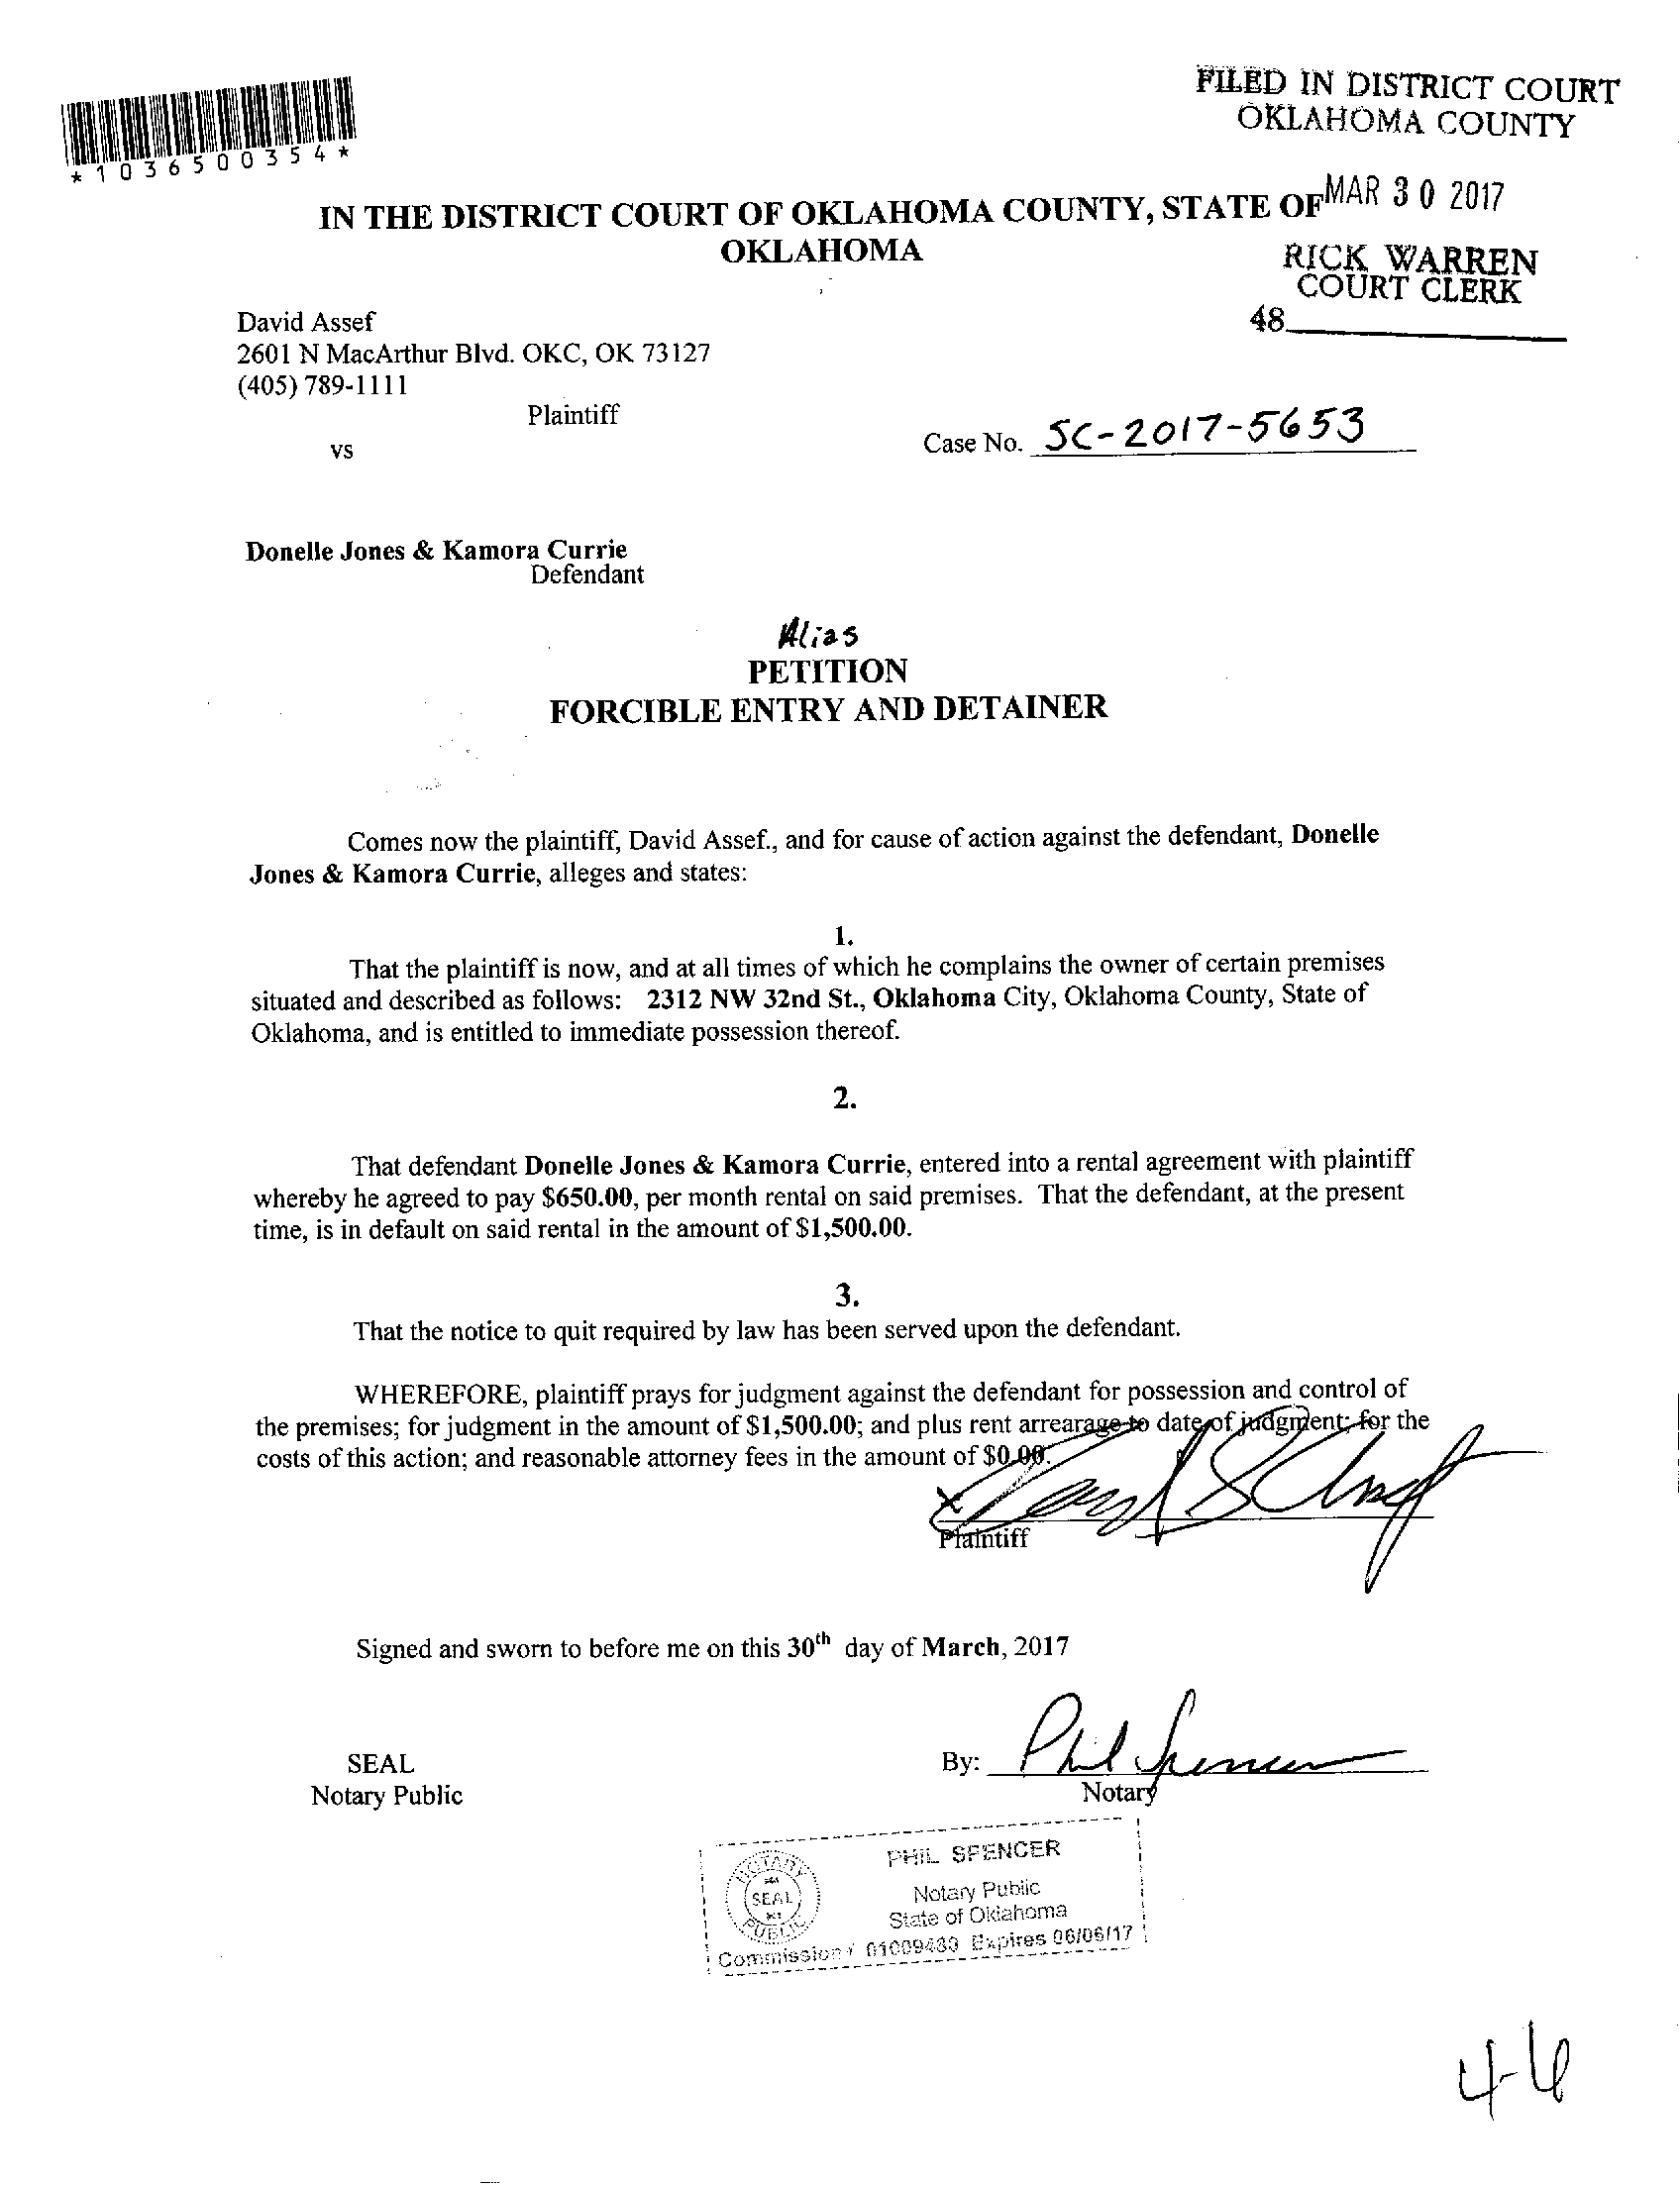 *1036500354*
FILED IN DISTRICT COURT
OKLAHOMA COUNTY
MAR 30 2017
RICK WARREN
COURT CLERK
48
IN THE DISTRICT COURT OF OKLAHOMA COUNTY, STATE OF
OKLAHOMA
David Assef
2601 N MacArthur Blvd. OKC, OK 73127
(405) 789-1111
Plaintiff
vs
Case No. SC-2017-5653
Donelle Jones & Kamora Currie
Defendant
Alias
PETITION
FORCIBLE ENTRY AND DETAINER
Comes now the plaintiff, David Assef., and for cause of action against the defendant, Donelle
Jones & Kamora Currie, alleges and states:
1.
That the plaintiff is now, and at all times of which he complains the owner of certain premises
situated and described as follows: 2312 NW 32nd St., Oklahoma City, Oklahoma County, State of
Oklahoma, and is entitled to immediate possession thereof.
2.
That defendant Donelle Jones & Kamora Currie, entered into a rental agreement with plaintiff
whereby he agreed to pay $650.00, per month rental on said premises. That the defendant, at the present
time, is in default on said rental in the amount of $1,500.00.
3.
That the notice to quit required by law has been served upon the defendant.
WHEREFORE, plaintiff prays for judgment against the defendant for possession and control of
the premises; for judgment in the amount of $1,500.00; and plus rent arrearage to date of judgment; for the
costs of this action; and reasonable attorney fees in the amount of $0.00.
X
Plaintiff
Signed and sworn to before me on this 30th day of March, 2017
SEAL
Notary Public
By: Phil Spencer
Notary
NOTARY
SEAL
PUBLIC
PHIL SPENCER
Notary Public
State of Oklahoma
Commission # 01009480 Expires 06/06/17
4-6